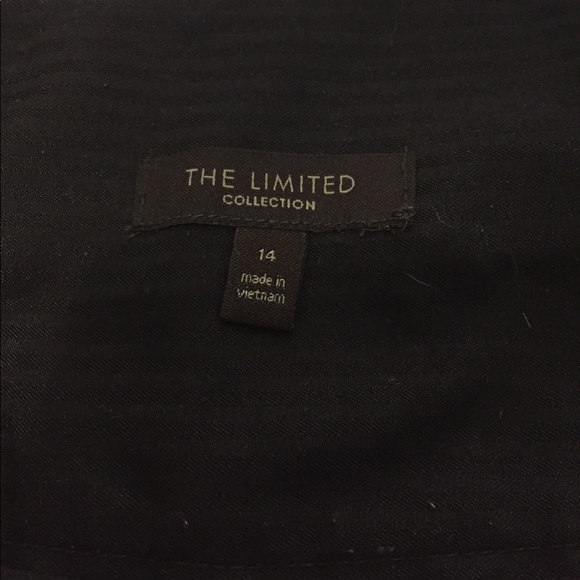 THE LIMITED
COLLECTION
14
made in
vietnam